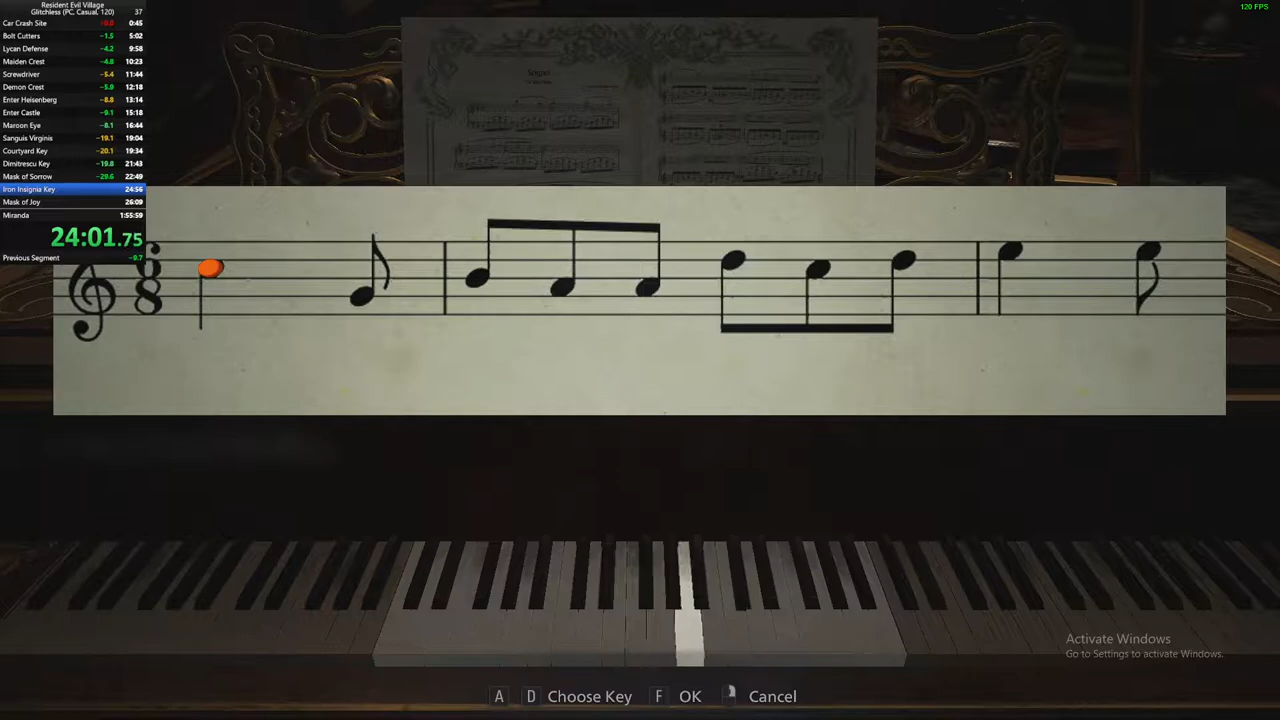 Resident Evil Village
Glitchless (PC, Casual, 120) 37
Car Crash Site +0.0 0:45
Bolt Cutters −1.5 5:02
Lycan Defense −4.2 9:58
Maiden Crest −4.8 10:23
Screwdriver −5.4 11:44
Demon Crest −5.9 12:18
Enter Heisenberg −8.8 13:14
Enter Castle −9.1 15:18
Maroon Eye −8.1 16:44
Sanguis Virginis −19.1 19:04
Courtyard Key −20.1 19:34
Dimitrescu Key −19.8 21:43
Mask of Sorrow −29.6 22:49
Iron Insignia Key 24:56
Mask of Joy 26:09
Miranda 1:55:59
24:01.75
Previous Segment −9.7
120 FPS
6
8
Activate Windows
Go to Settings to activate Windows.
A D Choose Key F OK Cancel